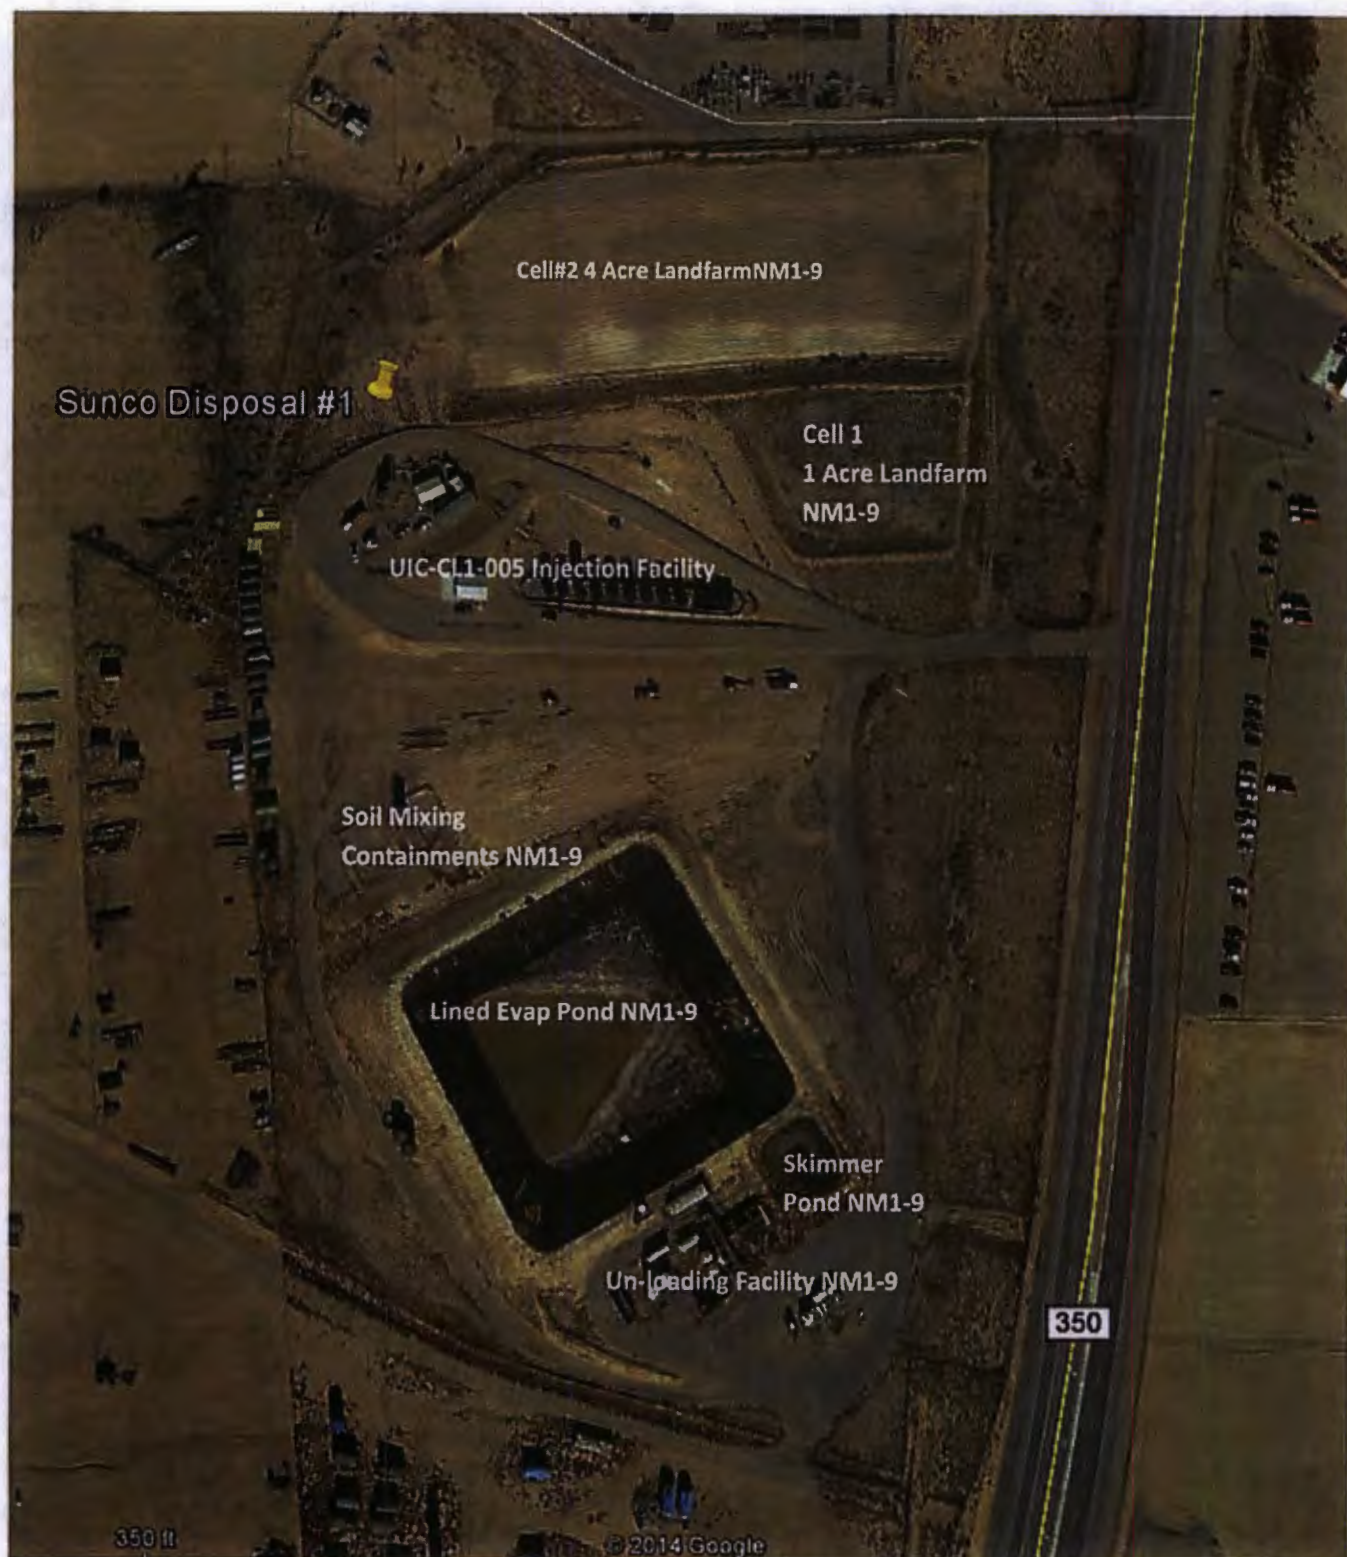 Cell#2 4 Acre LandfarmNM1-9
Sunco Disposal #1
Cell 1
1 Acre Landfarm
NM1-9
UIC-CL1-005 Injection Facility
Soil Mixing
Containments NM1-9
Lined Evap Pond NM1-9
Skimmer
Pond NM1-9
Un-loading Facility NM1-9
350
350 ft
© 2014 Google